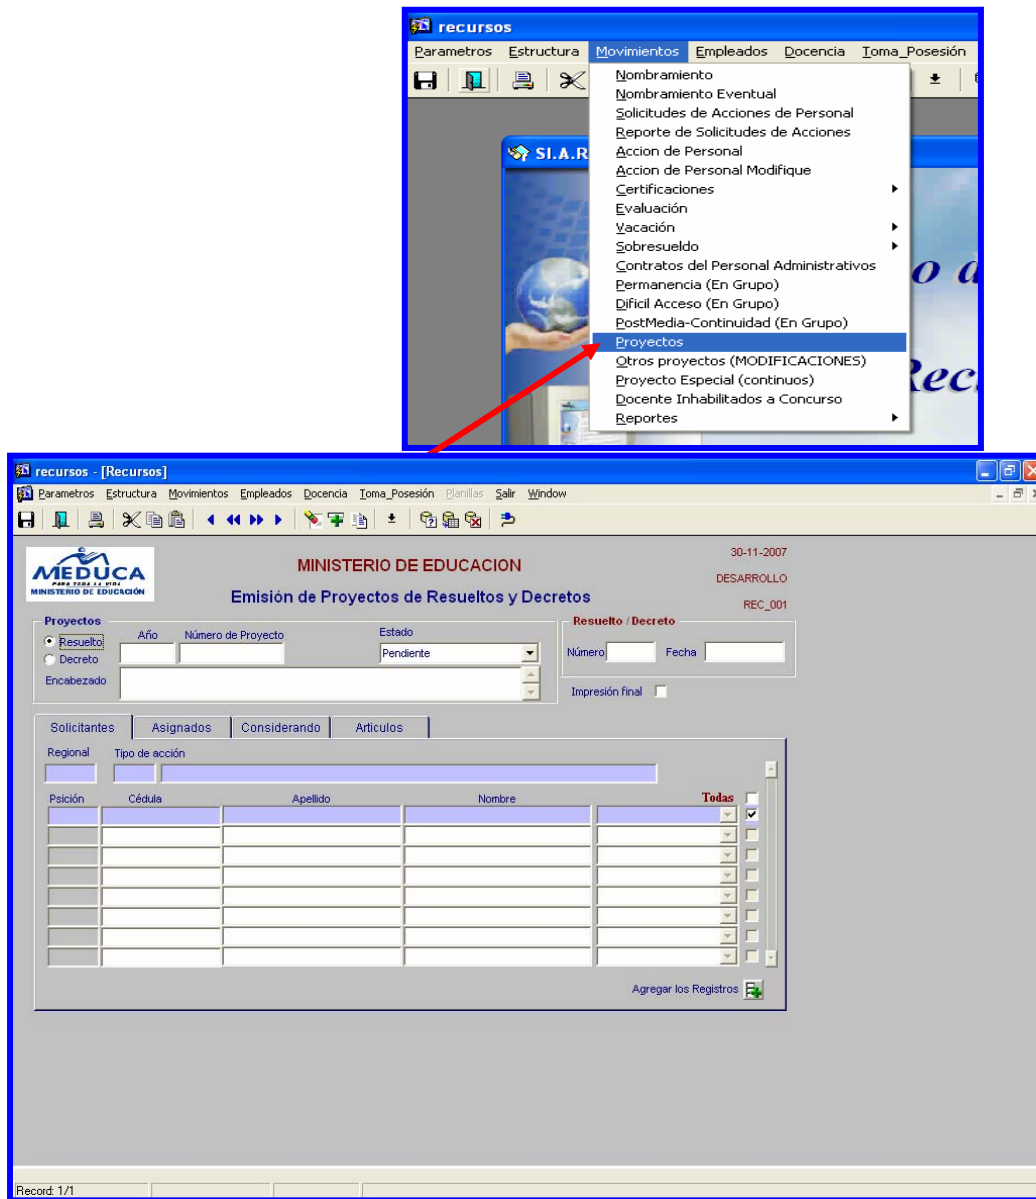 recursos
Parametros Estructura Movimientos Empleados Docencia Toma_Posesión
Nombramiento
Nombramiento Eventual
Solicitudes de Acciones de Personal
Reporte de Solicitudes de Acciones
Accion de Personal
Accion de Personal Modifique
Certificaciones
Evaluación
Vacación
Sobresueldo
Contratos del Personal Administrativos
Permanencia (En Grupo)
Dificil Acceso (En Grupo)
PostMedia-Continuidad (En Grupo)
Proyectos
Otros proyectos (MODIFICACIONES)
Proyecto Especial (continuos)
Docente Inhabilitados a Concurso
Reportes
SI.A.R
o d
Rec
recursos - [Recursos]
Parametros Estructura Movimientos Empleados Docencia Toma_Posesión Planillas Salir Window
MEDUCA
PARA TODA LA VIDA
MINISTERIO DE EDUCACIÓN
MINISTERIO DE EDUCACION
Emisión de Proyectos de Resueltos y Decretos
30-11-2007
DESARROLLO
REC_001
Proyectos
Resuelto
Decreto
Año Número de Proyecto Estado
Pendiente
Encabezado
Resuelto / Decreto
Número Fecha
Impresión final
Solicitantes Asignados Considerando Articulos
Regional Tipo de acción
Psición Cédula Apellido Nombre Todas
Agregar los Registros
Record: 1/1